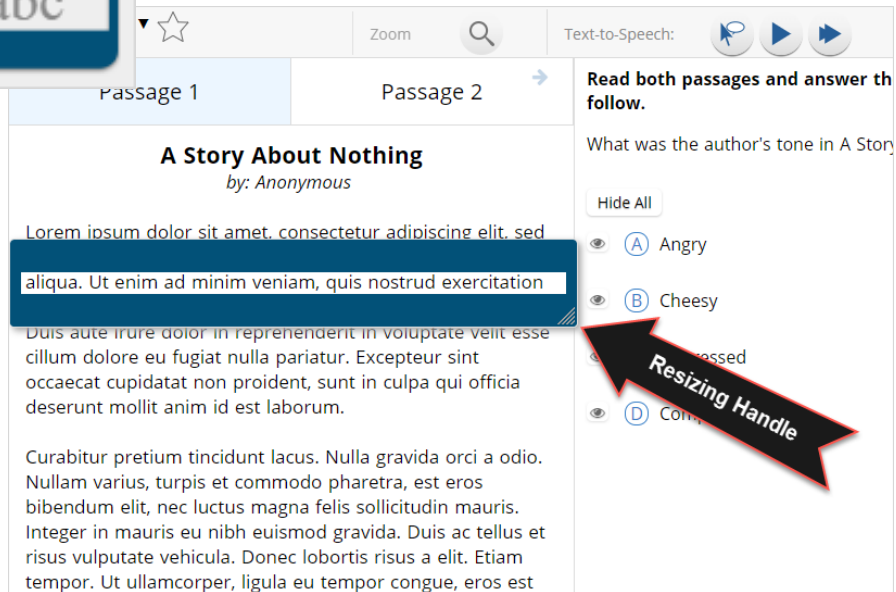 abc
Zoom
Text-to-Speech:
Passage 1
Passage 2
A Story About Nothing
by: Anonymous
Lorem ipsum dolor sit amet, consectetur adipiscing elit, sed
aliqua. Ut enim ad minim veniam, quis nostrud exercitation
Duis aute irure dolor in reprehenderit in voluptate velit esse
cillum dolore eu fugiat nulla pariatur. Excepteur sint
occaecat cupidatat non proident, sunt in culpa qui officia
deserunt mollit anim id est laborum.
Curabitur pretium tincidunt lacus. Nulla gravida orci a odio.
Nullam varius, turpis et commodo pharetra, est eros
bibendum elit, nec luctus magna felis sollicitudin mauris.
Integer in mauris eu nibh euismod gravida. Duis ac tellus et
risus vulputate vehicula. Donec lobortis risus a elit. Etiam
tempor. Ut ullamcorper, ligula eu tempor congue, eros est
Read both passages and answer th
follow.
What was the author's tone in A Story
Hide All
A Angry
B Cheesy
D
Resizing Handle